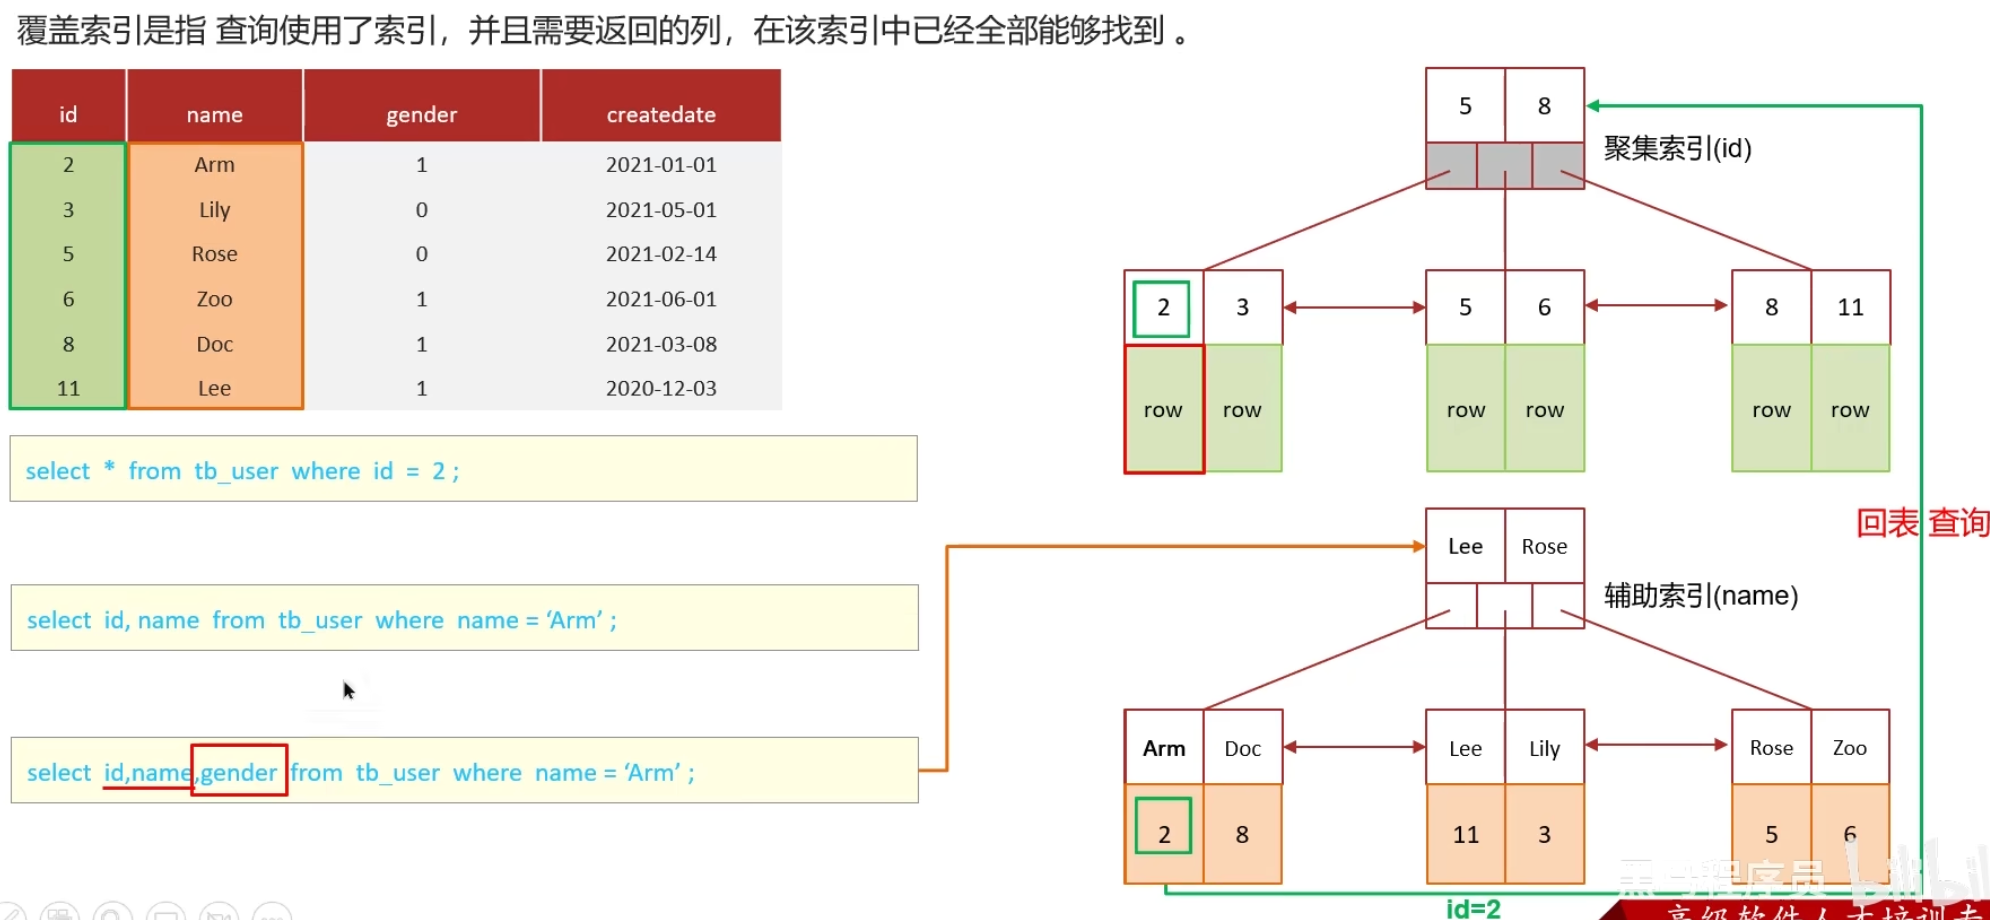 覆盖索引是指 查询使用了索引，并且需要返回的列，在该索引中已经全部能够找到 。
id name gender createdate
2 Arm 1 2021-01-01
3 Lily 0 2021-05-01
5 Rose 0 2021-02-14
6 Zoo 1 2021-06-01
8 Doc 1 2021-03-08
11 Lee 1 2020-12-03
select * from tb_user where id = 2 ;
select id, name from tb_user where name = ‘Arm’ ;
select id,name,gender from tb_user where name = ‘Arm’ ;
5 8
聚集索引(id)
2 3 5 6 8 11
row row row row row row
回表 查询
Lee Rose
辅助索引(name)
Arm Doc Lee Lily Rose Zoo
2 8 11 3 5 6
id=2
黑马程序员
bilibili
高级软件人才培训专